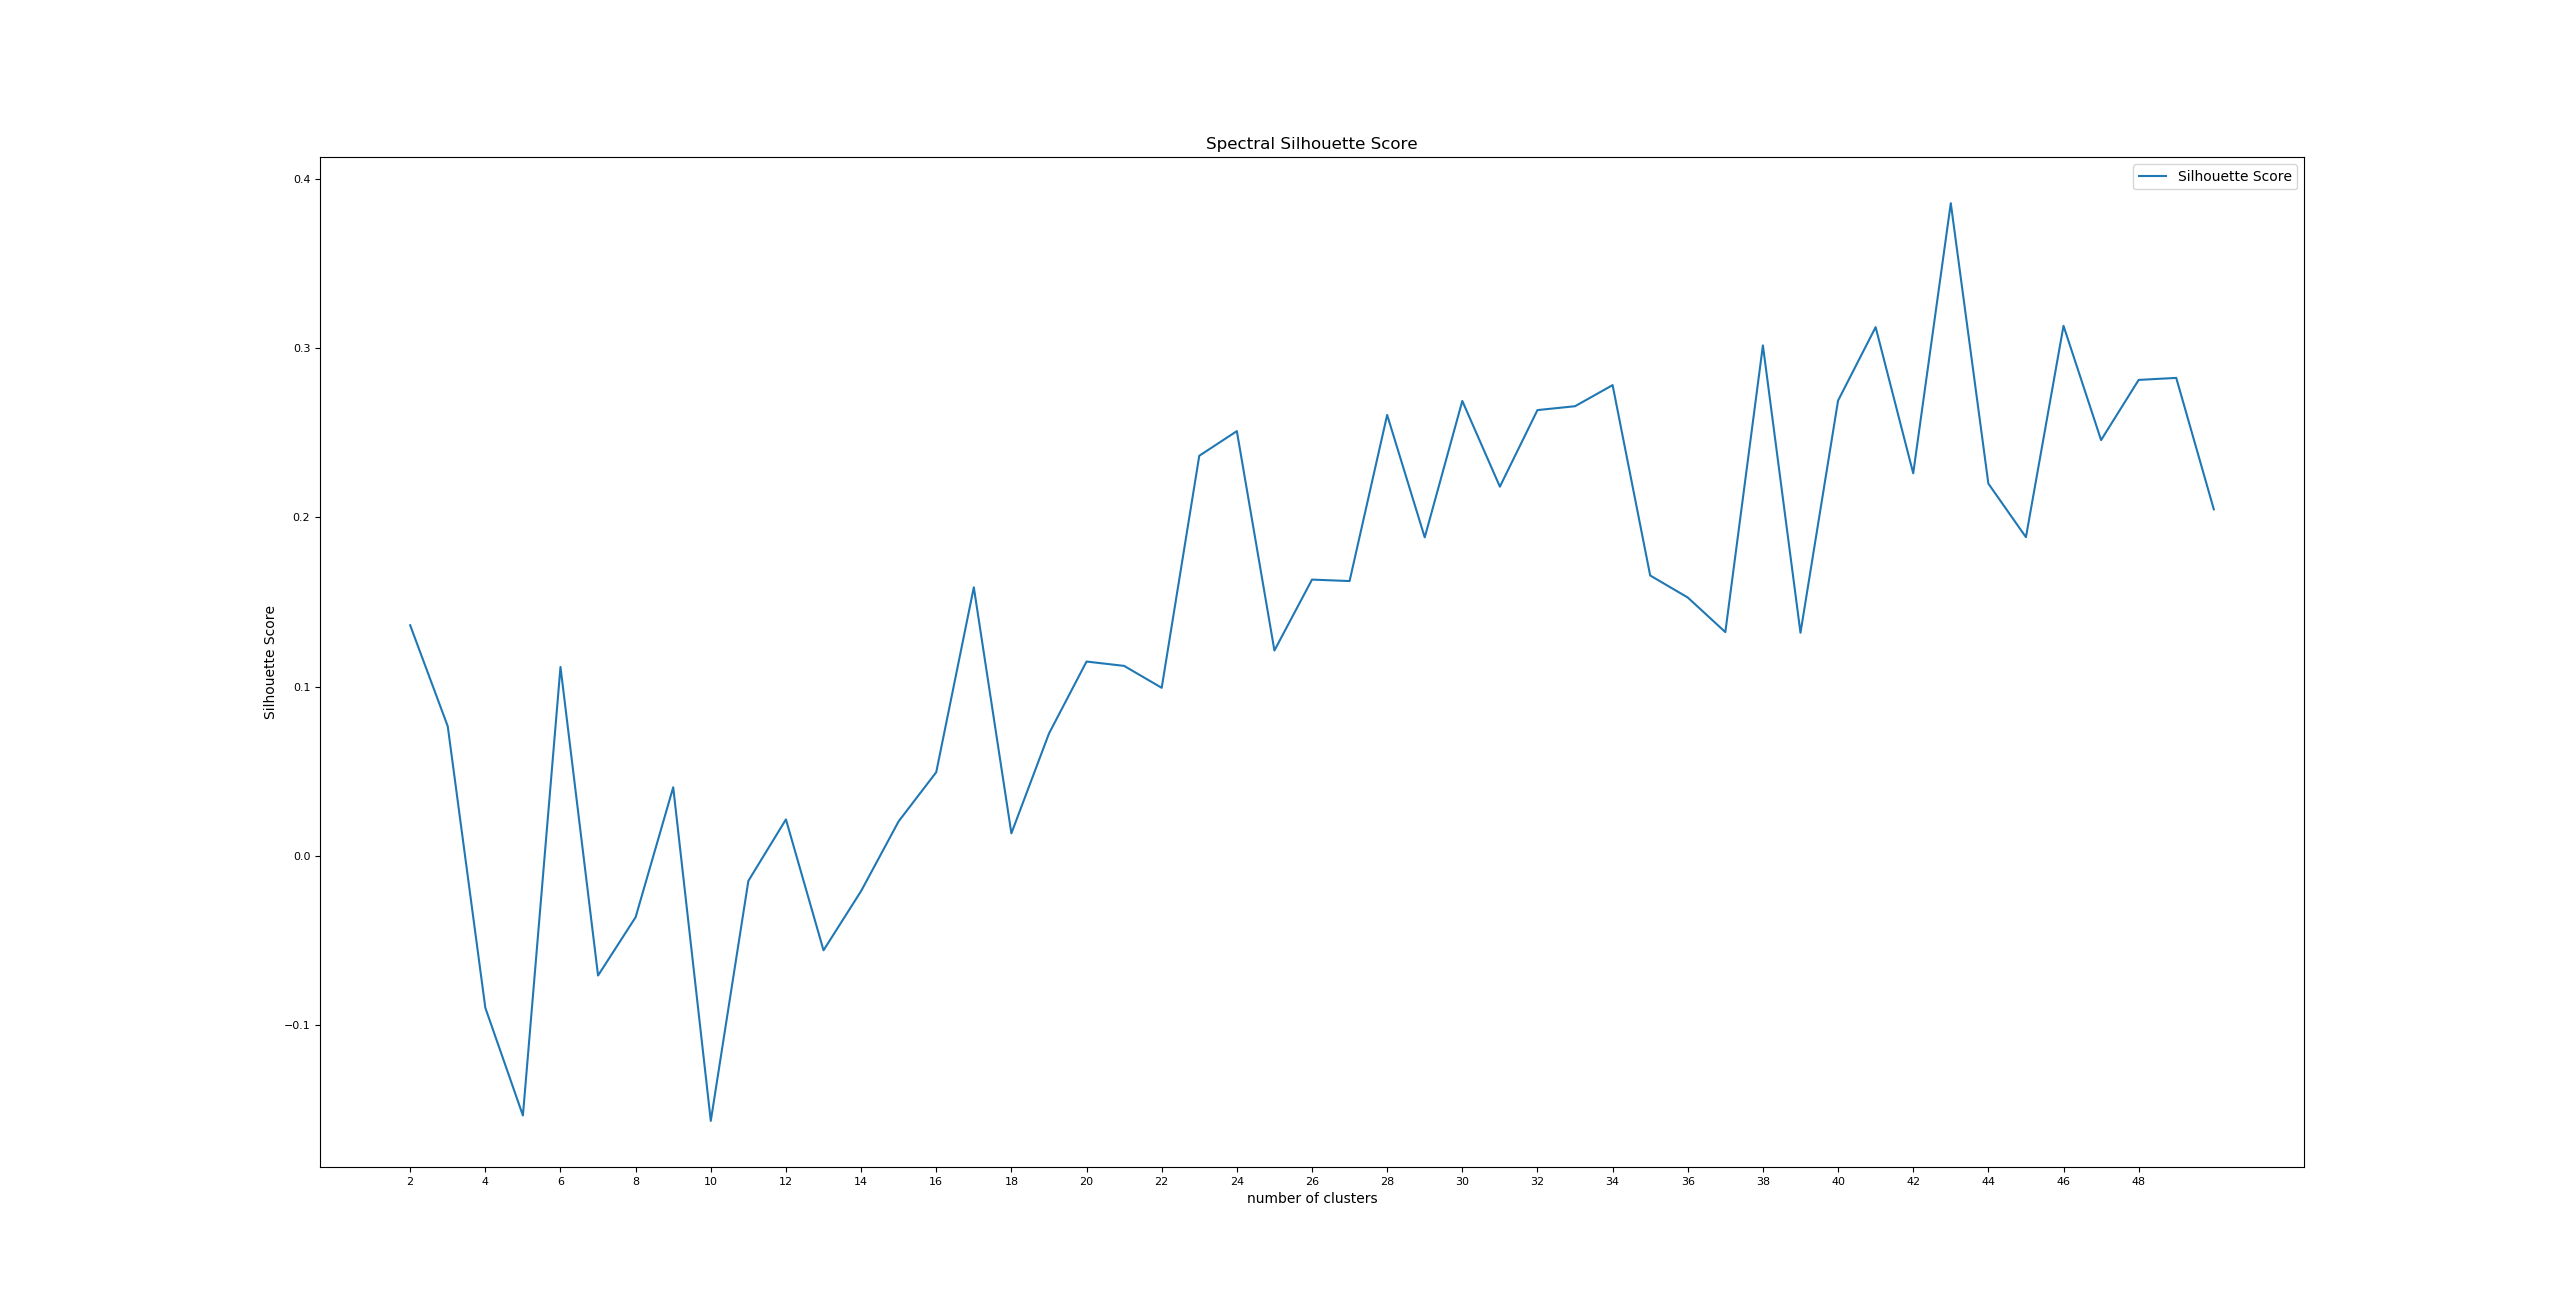 Spectral Silhouette Score
Silhouette Score
0.4
0.3
0.2
0.1
0.0
−0.1
Silhouette Score
2 4 6 8 10 12 14 16 18 20 22 24 26 28 30 32 34 36 38 40 42 44 46 48
number of clusters